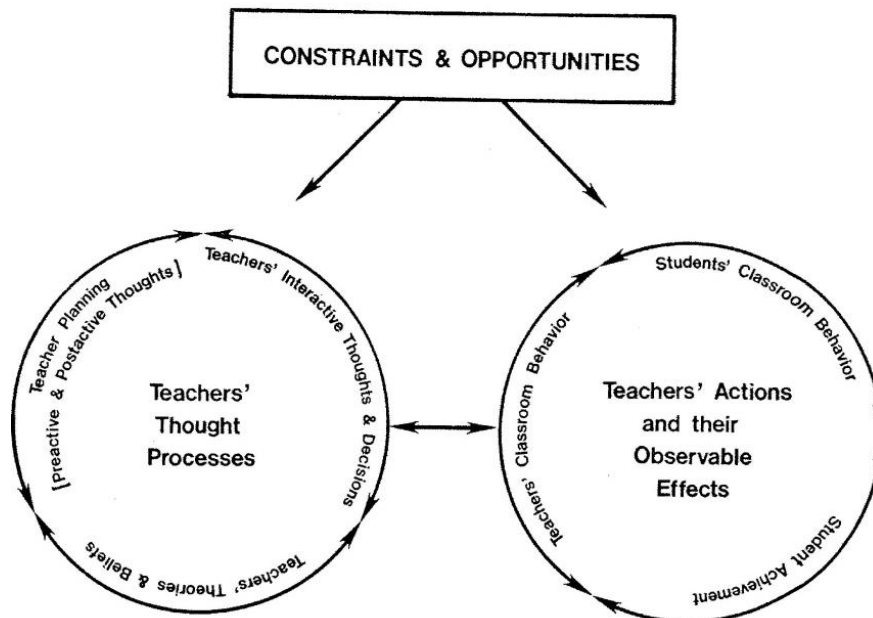 CONSTRAINTS & OPPORTUNITIES
Teacher Planning
[Preactive & Postactive Thoughts]
Teachers' Interactive Thoughts & Decisions
Teachers' Theories & Beliefs
Teachers'
Thought
Processes
Students' Classroom Behavior
Teachers' Classroom Behavior
Student Achievement
Teachers' Actions
and their
Observable
Effects